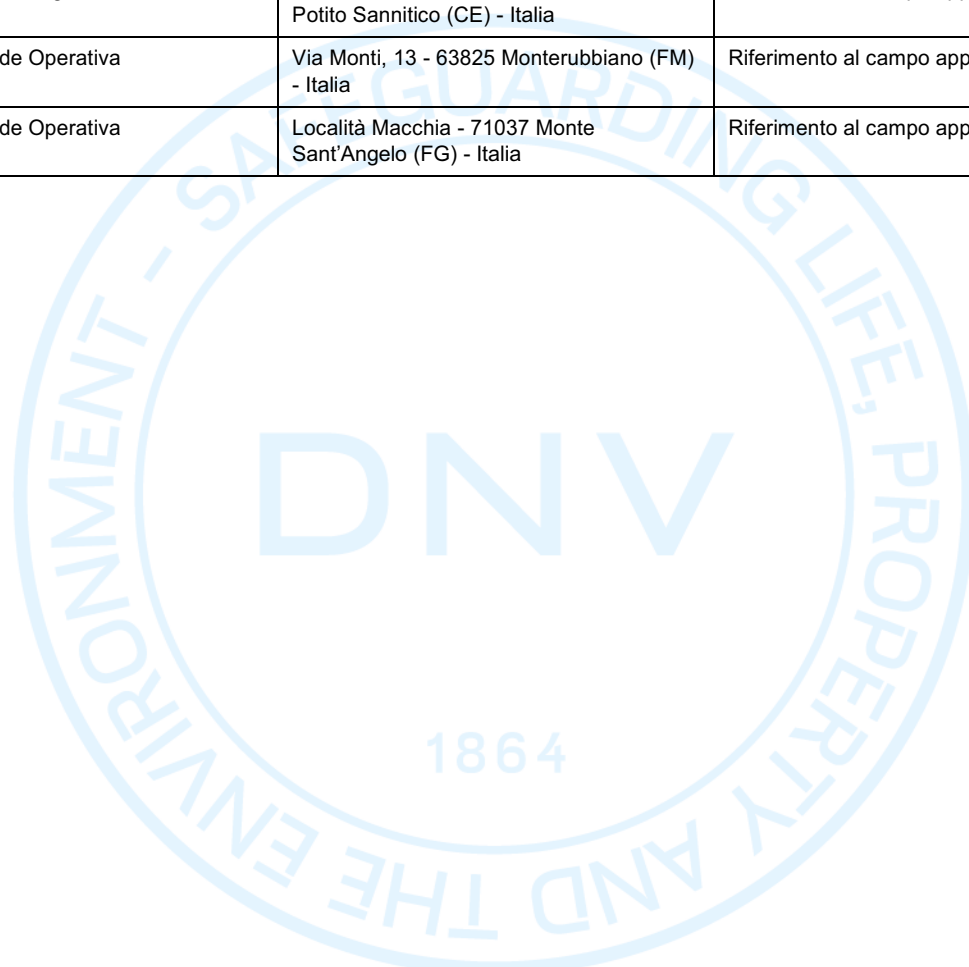 Potito Sannitico (CE) - Italia
de Operativa
Via Monti, 13 - 63825 Monterubbiano (FM)
- Italia
Riferimento al campo app
de Operativa
Località Macchia - 71037 Monte
Sant’Angelo (FG) - Italia
Riferimento al campo app
SAFEGUARDING LIFE, PROPERTY AND THE ENVIRONMENT -
DNV
1864